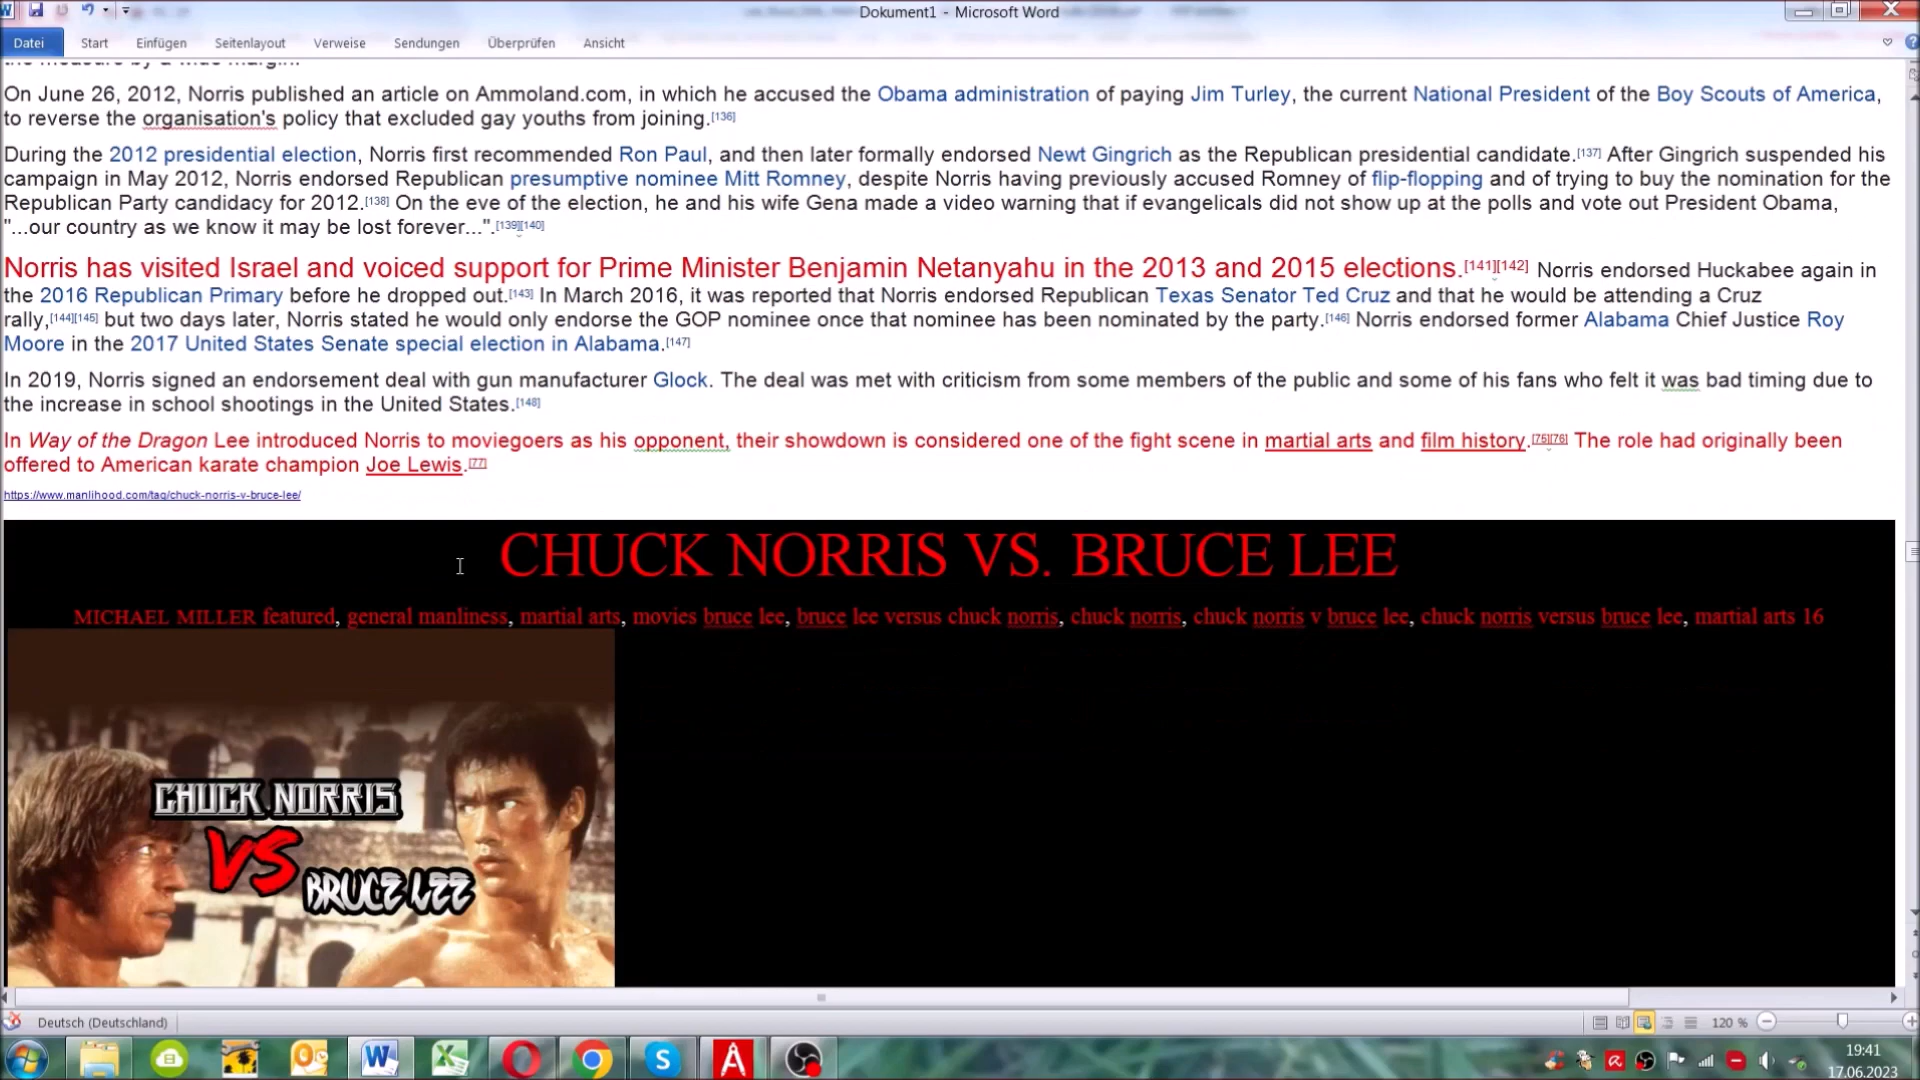 Dokument1 - Microsoft Word
Datei Start Einfügen Seitenlayout Verweise Sendungen Überprüfen Ansicht
the measure by a wide margin.
On June 26, 2012, Norris published an article on Ammoland.com, in which he accused the Obama administration of paying Jim Turley, the current National President of the Boy Scouts of America,
to reverse the organisation's policy that excluded gay youths from joining.[136]
During the 2012 presidential election, Norris first recommended Ron Paul, and then later formally endorsed Newt Gingrich as the Republican presidential candidate.[137] After Gingrich suspended his
campaign in May 2012, Norris endorsed Republican presumptive nominee Mitt Romney, despite Norris having previously accused Romney of flip-flopping and of trying to buy the nomination for the
Republican Party candidacy for 2012.[138] On the eve of the election, he and his wife Gena made a video warning that if evangelicals did not show up at the polls and vote out President Obama,
"...our country as we know it may be lost forever...".[139][140]
Norris has visited Israel and voiced support for Prime Minister Benjamin Netanyahu in the 2013 and 2015 elections.[141][142] Norris endorsed Huckabee again in
the 2016 Republican Primary before he dropped out.[143] In March 2016, it was reported that Norris endorsed Republican Texas Senator Ted Cruz and that he would be attending a Cruz
rally,[144][145] but two days later, Norris stated he would only endorse the GOP nominee once that nominee has been nominated by the party.[146] Norris endorsed former Alabama Chief Justice Roy
Moore in the 2017 United States Senate special election in Alabama.[147]
In 2019, Norris signed an endorsement deal with gun manufacturer Glock. The deal was met with criticism from some members of the public and some of his fans who felt it was bad timing due to
the increase in school shootings in the United States.[148]
In Way of the Dragon Lee introduced Norris to moviegoers as his opponent, their showdown is considered one of the fight scene in martial arts and film history.[75][76] The role had originally been
offered to American karate champion Joe Lewis.[77]
https://www.manlihood.com/tag/chuck-norris-v-bruce-lee/
CHUCK NORRIS VS. BRUCE LEE
MICHAEL MILLER featured, general manliness, martial arts, movies bruce lee, bruce lee versus chuck norris, chuck norris, chuck norris v bruce lee, chuck norris versus bruce lee, martial arts 16
CHUCK NORRIS
VS
BRUCE LEE
Deutsch (Deutschland)
120 %
19:41
17.06.2023